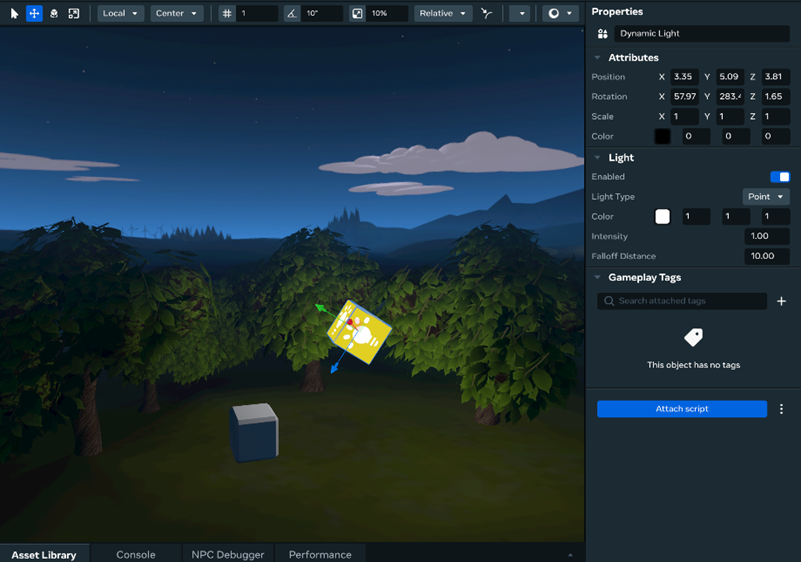 Local Center 1 10° 10% Relative
Properties
Dynamic Light
Attributes
Position X 3.35 Y 5.09 Z 3.81
Rotation X 57.97 Y 283.4 Z 1.65
Scale X 1 Y 1 Z 1
Color 0 0 0
Light
Enabled
Light Type Point
Color 1 1 1
Intensity 1.00
Falloff Distance 10.00
Gameplay Tags
Search attached tags
This object has no tags
Attach script
Asset Library Console NPC Debugger Performance